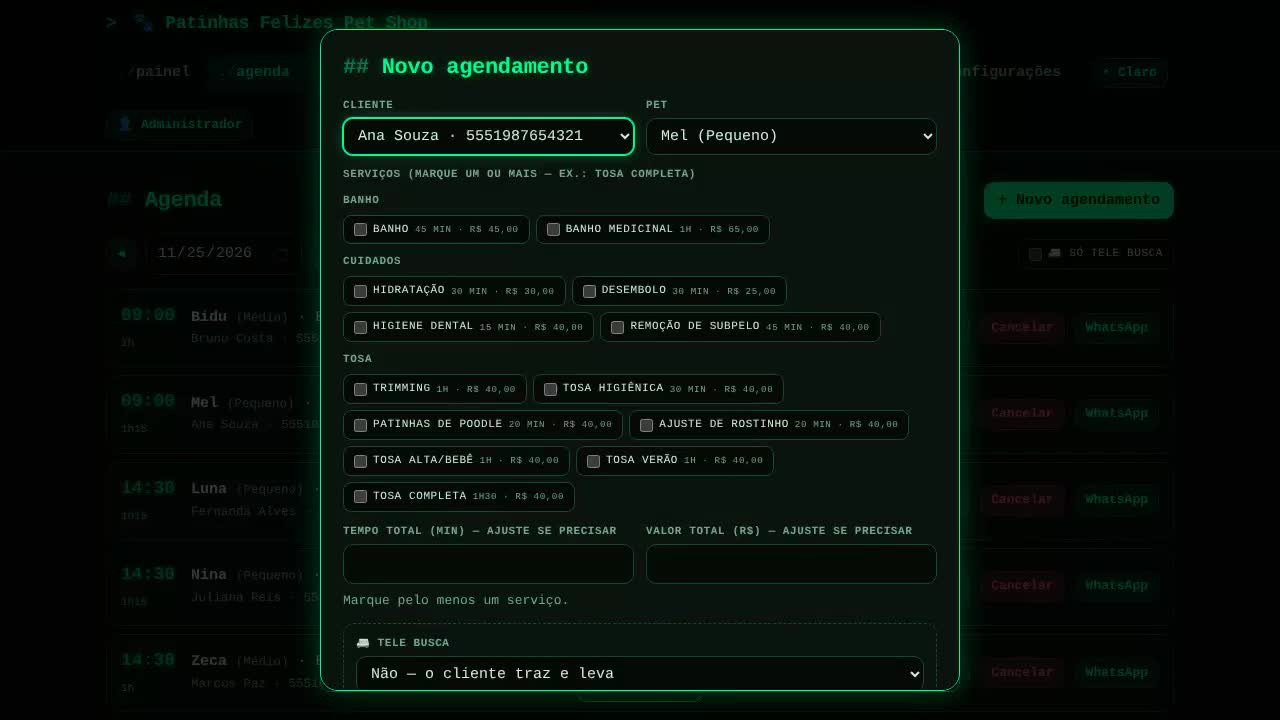 > 🐾 Patinhas Felizes Pet Shop
./painel ./agenda nfigurações Claro
👤 Administrador
## Agenda
+ Novo agendamento
◀ 11/25/2026 SÓ TELE BUSCA
09:00 Bidu (Médio) ·
1h Bruno Costa ·
Cancelar WhatsApp
09:00 Mel (Pequeno) ·
1h15 Ana Souza ·
Cancelar WhatsApp
14:30 Luna (Pequeno) ·
1h15 Fernanda Alves
Cancelar WhatsApp
14:30 Nina (Pequeno) ·
1h15 Juliana Reis ·
Cancelar WhatsApp
14:30 Zeca (Médio) ·
1h Marcos Paz ·
Cancelar WhatsApp
## Novo agendamento
CLIENTE PET
Ana Souza · 5551987654321 Mel (Pequeno)
SERVIÇOS (MARQUE UM OU MAIS — EX.: TOSA COMPLETA)
BANHO
BANHO 45 MIN · R$ 45,00 BANHO MEDICINAL 1H · R$ 65,00
CUIDADOS
HIDRATAÇÃO 30 MIN · R$ 30,00 DESEMBOLO 30 MIN · R$ 25,00
HIGIENE DENTAL 15 MIN · R$ 40,00 REMOÇÃO DE SUBPELO 45 MIN · R$ 40,00
TOSA
TRIMMING 1H · R$ 40,00 TOSA HIGIÊNICA 30 MIN · R$ 40,00
PATINHAS DE POODLE 20 MIN · R$ 40,00 AJUSTE DE ROSTINHO 20 MIN · R$ 40,00
TOSA ALTA/BEBÊ 1H · R$ 40,00 TOSA VERÃO 1H · R$ 40,00
TOSA COMPLETA 1H30 · R$ 40,00
TEMPO TOTAL (MIN) — AJUSTE SE PRECISAR VALOR TOTAL (R$) — AJUSTE SE PRECISAR
Marque pelo menos um serviço.
TELE BUSCA
Não — o cliente traz e leva